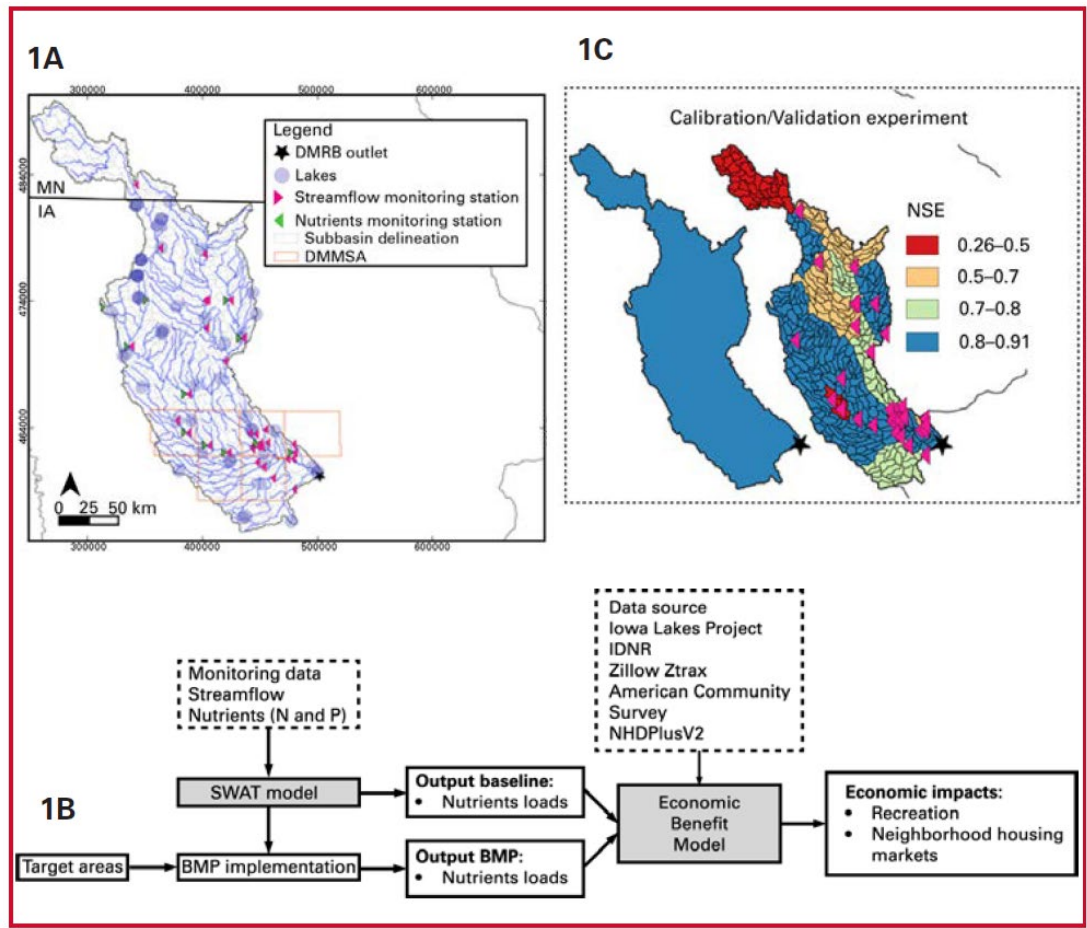 1A
300000 400000 500000 600000
Legend
DMRB outlet
Lakes
Streamflow monitoring station
Nutrients monitoring station
Subbasin delineation
DMMSA
MN
IA
0 25 50 km
300000 400000 500000 600000
1C
Calibration/Validation experiment
NSE
0.26–0.5
0.5–0.7
0.7–0.8
0.8–0.91
1B
Monitoring data
Streamflow
Nutrients (N and P)
SWAT model
Target areas
BMP implementation
Output baseline:
• Nutrients loads
Output BMP:
• Nutrients loads
Data source
Iowa Lakes Project
IDNR
Zillow Ztrax
American Community
Survey
NHDPlusV2
Economic
Benefit
Model
Economic impacts:
• Recreation
• Neighborhood housing
markets